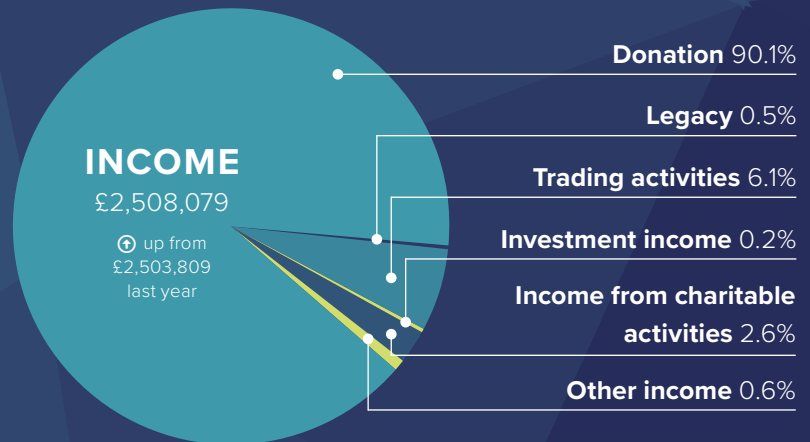 INCOME
£2,508,079
up from
£2,503,809
last year
Donation 90.1%
Legacy 0.5%
Trading activities 6.1%
Investment income 0.2%
Income from charitable
activities 2.6%
Other income 0.6%